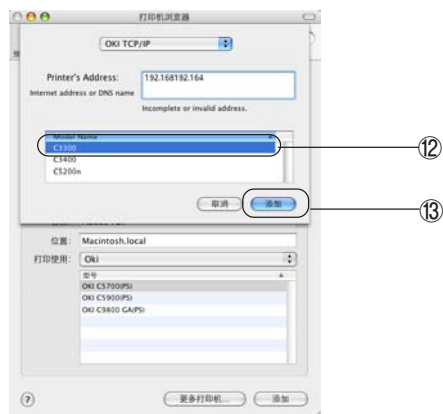 打印机浏览器
OKI TCP/IP
Printer's Address: 192.168192.164
Internet address or DNS name
Incomplete or invalid address.
Model Name
C3300
⑫
C3400
C5200n
取消 添加
⑬
位置: Macintosh.local
打印使用: Oki
型号
OKI C5700(PS)
OKI C5900(PS)
OKI C9800 GA(PS)
? 更多打印机... 添加